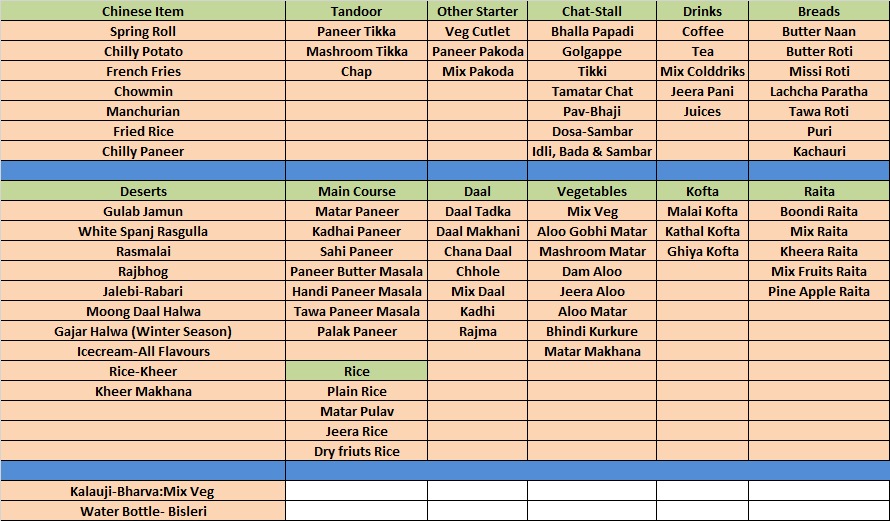 Chinese Item Tandoor Other Starter Chat-Stall Drinks Breads
Spring Roll Paneer Tikka Veg Cutlet Bhalla Papadi Coffee Butter Naan
Chilly Potato Mashroom Tikka Paneer Pakoda Golgappe Tea Butter Roti
French Fries Chap Mix Pakoda Tikki Mix Colddriks Missi Roti
Chowmin Tamatar Chat Jeera Pani Lachcha Paratha
Manchurian Pav-Bhaji Juices Tawa Roti
Fried Rice Dosa-Sambar Puri
Chilly Paneer Idli, Bada & Sambar Kachauri
Deserts Main Course Daal Vegetables Kofta Raita
Gulab Jamun Matar Paneer Daal Tadka Mix Veg Malai Kofta Boondi Raita
White Spanj Rasgulla Kadhai Paneer Daal Makhani Aloo Gobhi Matar Kathal Kofta Mix Raita
Rasmalai Sahi Paneer Chana Daal Mashroom Matar Ghiya Kofta Kheera Raita
Rajbhog Paneer Butter Masala Chhole Dam Aloo Mix Fruits Raita
Jalebi-Rabari Handi Paneer Masala Mix Daal Jeera Aloo Pine Apple Raita
Moong Daal Halwa Tawa Paneer Masala Kadhi Aloo Matar
Gajar Halwa (Winter Season) Palak Paneer Rajma Bhindi Kurkure
Icecream-All Flavours Matar Makhana
Rice-Kheer Rice
Kheer Makhana Plain Rice
Matar Pulav
Jeera Rice
Dry friuts Rice
Kalauji-Bharva:Mix Veg
Water Bottle- Bisleri